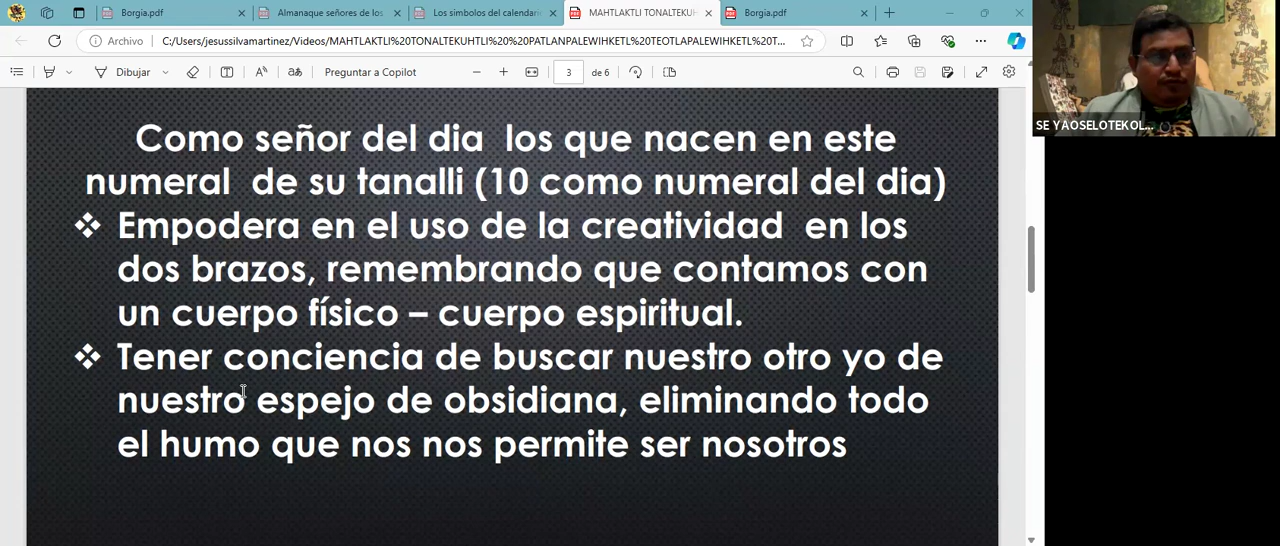 Borgia.pdf
Almanaque señores de los
Los simbolos del calendari
MAHTLAKTLI TONALTEKUH
Borgia.pdf
Archivo
C:/Users/jesussilvamartinez/Videos/MAHTLAKTLI%20TONALTEKUHTLI%20%20PATLANPALEWIHKETL%20TEOTLAPALEWIHKETL%20T...
Dibujar
Preguntar a Copilot
3
de 6
SE YAOSELOTEKOL...
Como señor del dia los que nacen en este
numeral de su tanalli (10 como numeral del dia)
❖ Empodera en el uso de la creatividad en los
dos brazos, remembrando que contamos con
un cuerpo físico – cuerpo espiritual.
❖ Tener conciencia de buscar nuestro otro yo de
nuestro espejo de obsidiana, eliminando todo
el humo que nos nos permite ser nosotros